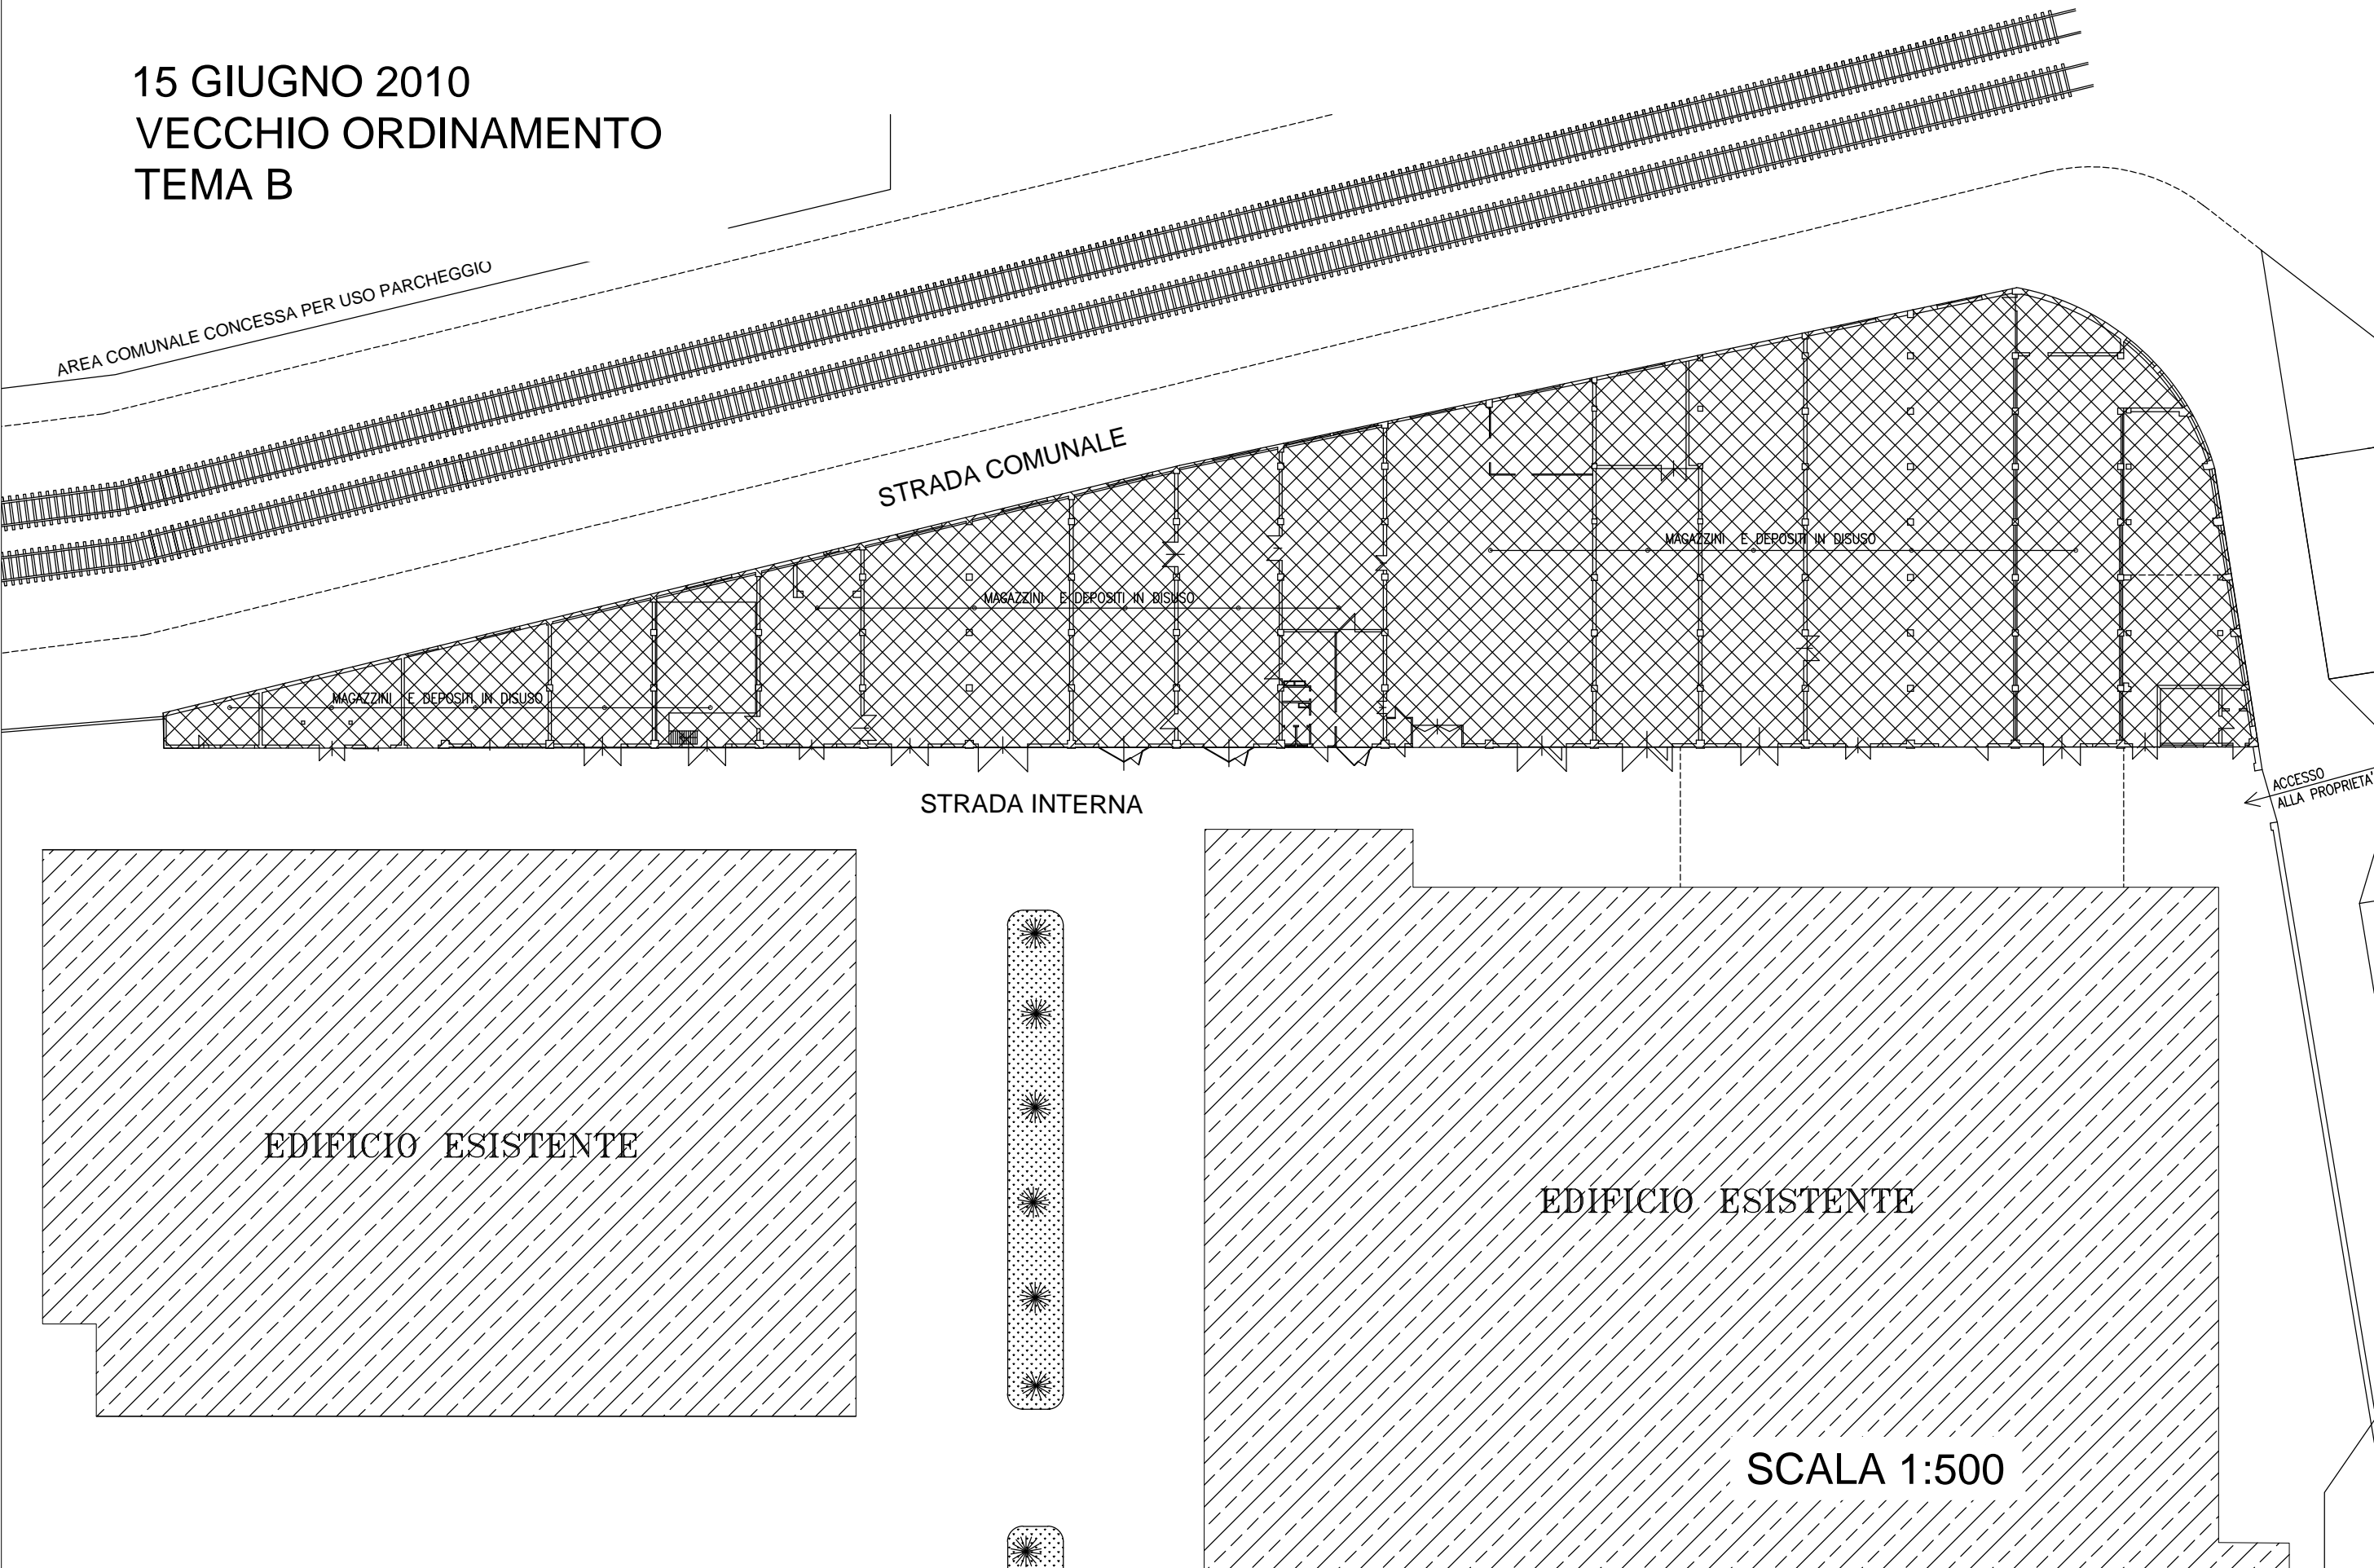 15 GIUGNO 2010
VECCHIO ORDINAMENTO
TEMA B
AREA COMUNALE CONCESSA PER USO PARCHEGGIO
STRADA COMUNALE
MAGAZZINI E DEPOSITI IN DISUSO
MAGAZZINI E DEPOSITI IN DISUSO
MAGAZZINI E DEPOSITI IN DISUSO
ACCESSO
ALLA PROPRIETA'
STRADA INTERNA
EDIFICIO ESISTENTE
EDIFICIO ESISTENTE
SCALA 1:500